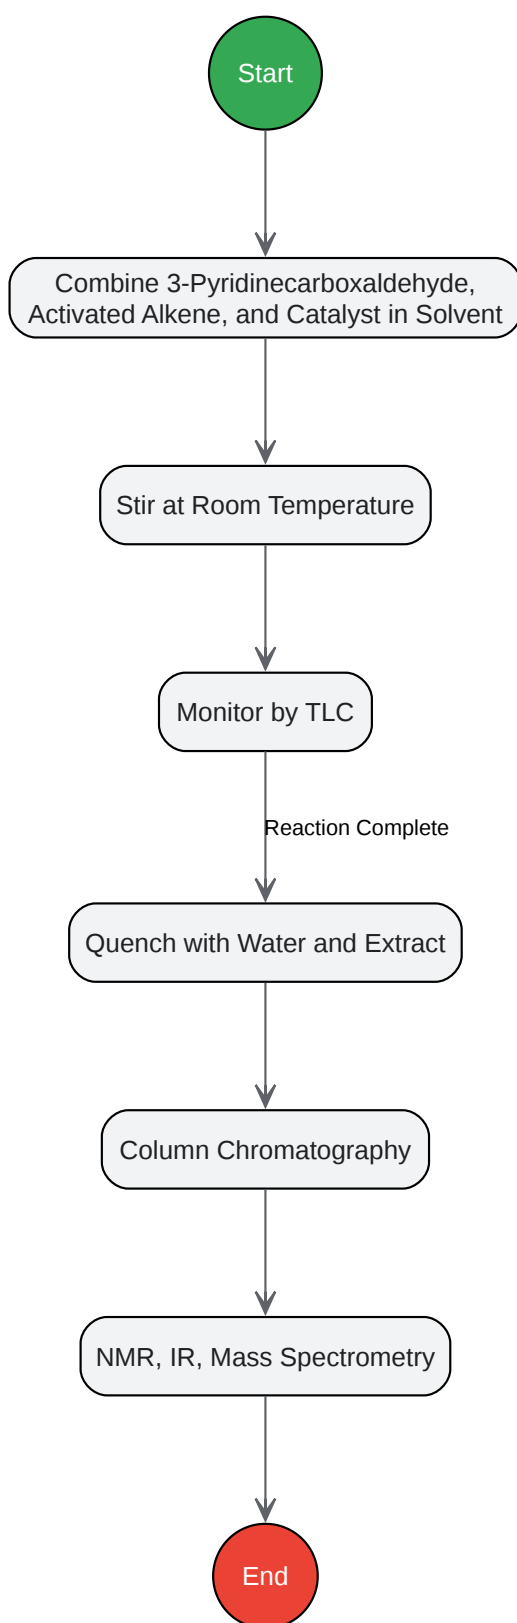 Start
Combine 3-Pyridinecarboxaldehyde,
Activated Alkene, and Catalyst in Solvent
Stir at Room Temperature
Monitor by TLC
Reaction Complete
Quench with Water and Extract
Column Chromatography
NMR, IR, Mass Spectrometry
End